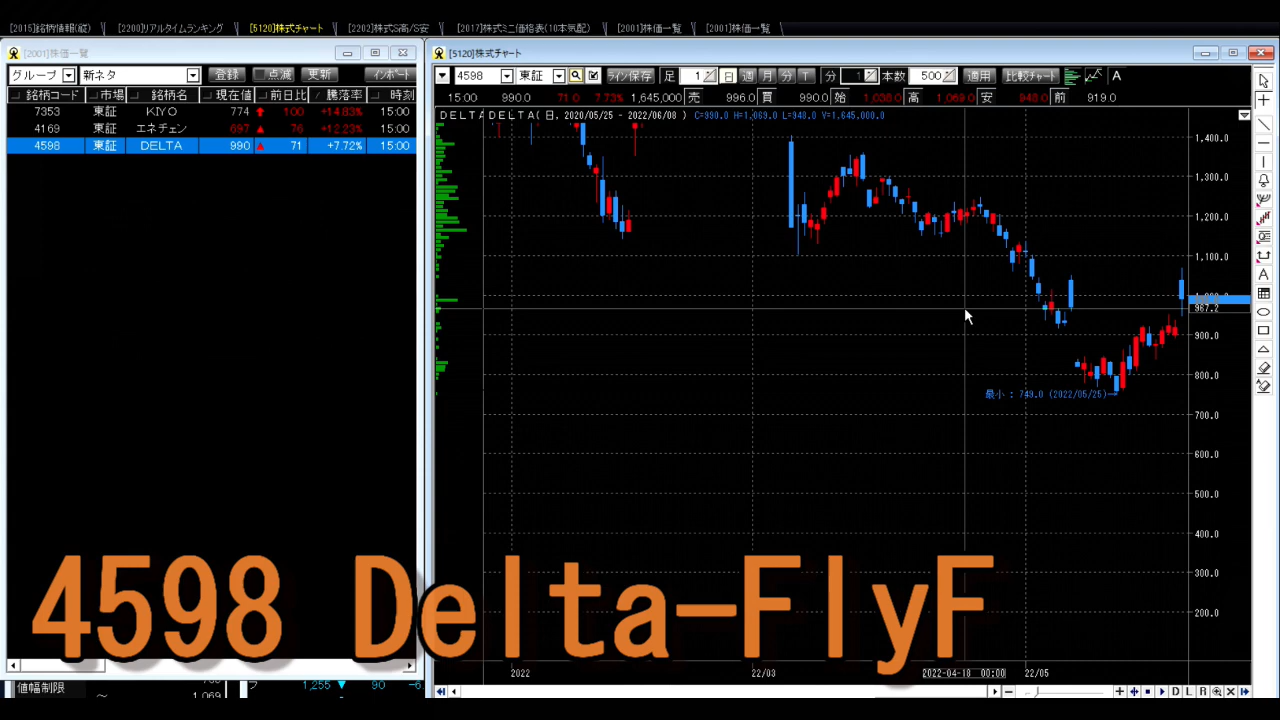 [2015]銘柄情報(縦) [2200]リアルタイムランキング [5120]株式チャート [2202]株式S高/S安 [2017]株式ミニ価格表(10本気配) [2001]株価一覧 [2001]株価一覧
[2001]株価一覧
グループ 新ネタ 登録 点滅 更新 インポート
銘柄コード 市場 銘柄名 現在値 前日比 騰落率 時刻
7353 東証 KIYO 774 100 +14.83% 15:00
4169 東証 エネチェン 697 ▲ 76 +12.23% 15:00
4598 東証 DELTA 990 ▲ 71 +7.72% 15:00
[5120]株式チャート
4598 東証 ライン保存 足 1 日 週 月 分 T 分 1 本数 500 適用 比較チャート A
15:00 990.0 71.0 7.73% 1,645,000 売 996.0 買 990.0 始 1,038.0 高 1,069.0 安 948.0 前 919.0
DELTA DELTA( 日, 2020/05/25 - 2022/06/08 ) C=990.0 H=1,069.0 L=948.0 V=1,645,000.0
1,400.0
1,300.0
1,200.0
1,100.0
967.2
900.0
800.0
最小 : 749.0 (2022/05/25)→
700.0
600.0
500.0
400.0
300.0
200.0
4598 Delta-FlyF
2022 22/03 2022-04-18 00:00 22/05
値幅制限 ～ 1,069
1,255 ▼ 90
D L R